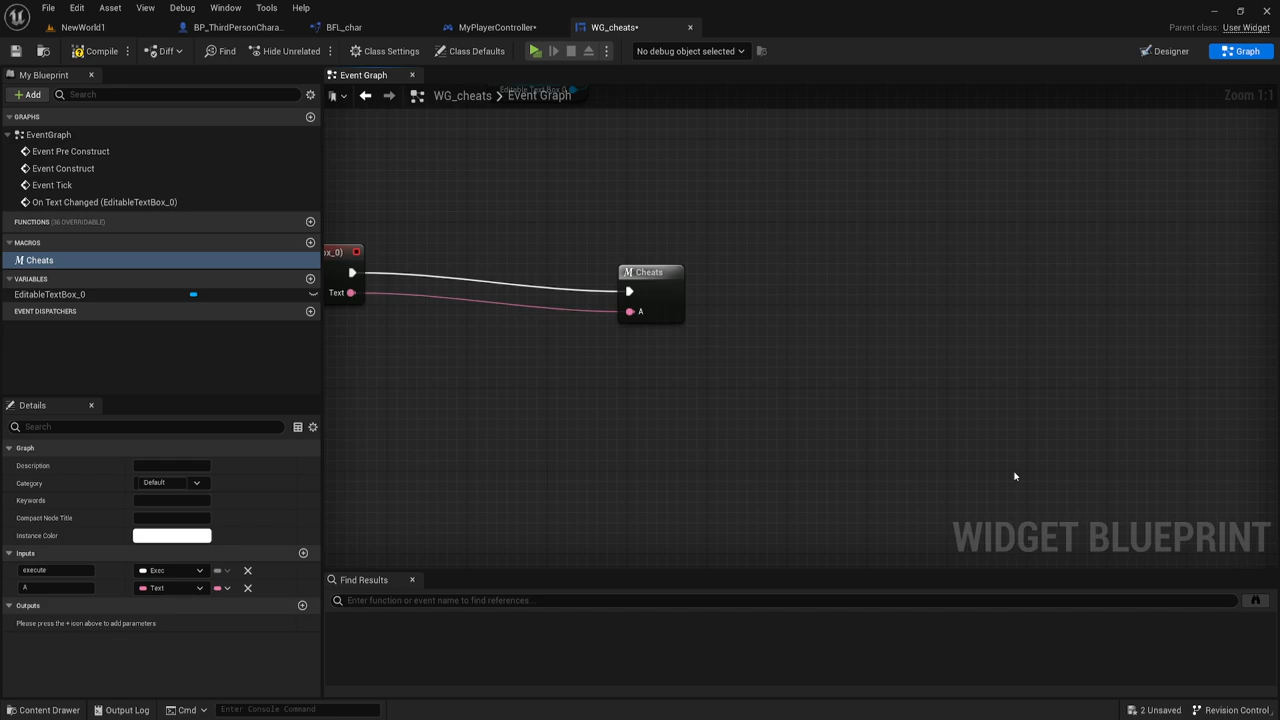 File Edit Asset View Debug Window Tools Help
NewWorld1 BP_ThirdPersonChara... BFL_char MyPlayerController* WG_cheats* Parent class: User Widget
Compile Diff Find Hide Unrelated Class Settings Class Defaults No debug object selected Designer Graph
My Blueprint Event Graph
Add Search WG_cheats > Event Graph Zoom 1:1
Editable Text Box 0
GRAPHS
EventGraph
Event Pre Construct
Event Construct
Event Tick
On Text Changed (EditableTextBox_0)
FUNCTIONS (36 OVERRIDABLE)
MACROS
Cheats
VARIABLES
EditableTextBox_0
EVENT DISPATCHERS
ox_0)
Text
Cheats
A
WIDGET BLUEPRINT
Details
Search
Graph
Description
Category Default
Keywords
Compact Node Title
Instance Color
Inputs
execute Exec
A Text
Outputs
Please press the + icon above to add parameters
Find Results
Enter function or event name to find references...
Content Drawer Output Log Cmd Enter Console Command 2 Unsaved Revision Control